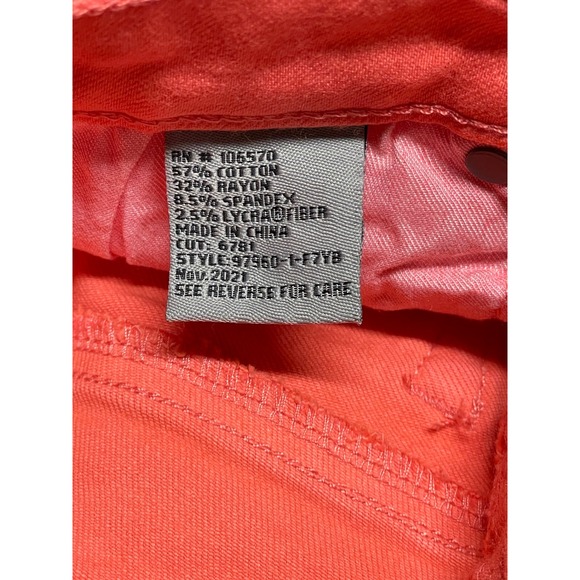 RN # 106570
57% COTTON
32% RAYON
8.5% SPANDEX
2.5% LYCRA®FIBER
MADE IN CHINA
CUT: 6781
STYLE:97960-1-F7YB
Nov.2021
SEE REVERSE FOR CARE